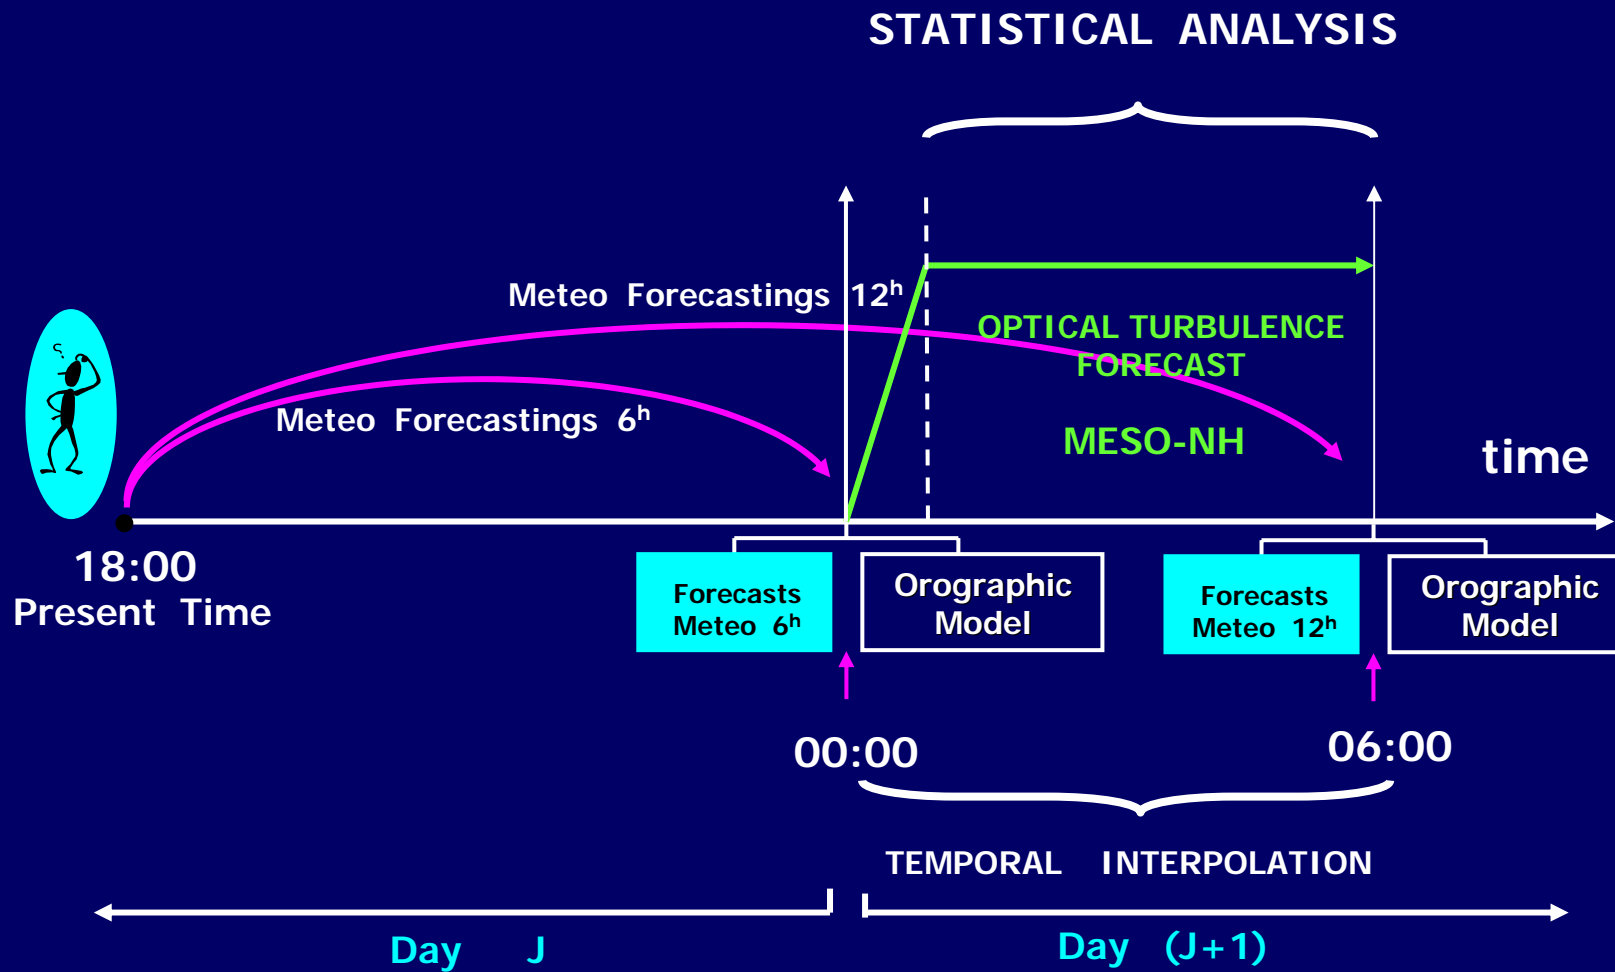 STATISTICAL ANALYSIS
Meteo Forecastings 12ʰ
OPTICAL TURBULENCE
FORECAST
?
Meteo Forecastings 6ʰ
MESO-NH
time
18:00
Present Time
Forecasts
Meteo 6ʰ
Orographic
Model
Forecasts
Meteo 12ʰ
Orographic
Model
00:00
06:00
TEMPORAL INTERPOLATION
Day J
Day (J+1)